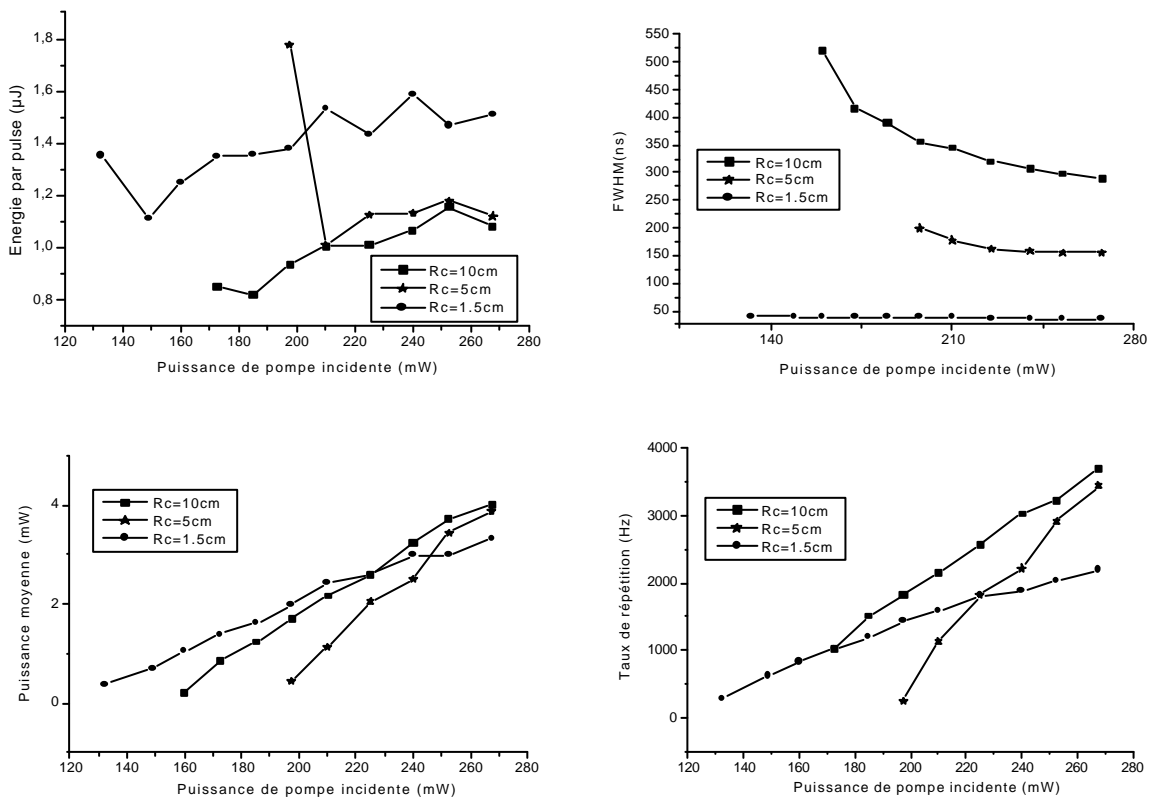 Energie par pulse (µJ)
1,8
1,6
1,4
1,2
1,0
0,8
Rc=10cm
Rc=5cm
Rc=1.5cm
120 140 160 180 200 220 240 260 280
Puissance de pompe incidente (mW)
FWHM(ns)
550
500
450
400
350
300
250
200
150
100
50
Rc=10cm
Rc=5cm
Rc=1.5cm
140 210 280
Puissance de pompe incidente (mW)
Puissance moyenne (mW)
4
2
0
Rc=10cm
Rc=5cm
Rc=1.5cm
120 140 160 180 200 220 240 260 280
Puissance de pompe incidente (mW)
Taux de répétition (Hz)
4000
3000
2000
1000
0
Rc=10cm
Rc=5cm
Rc=1.5cm
120 140 160 180 200 220 240 260 280
Puissance de pompe incidente (mW)